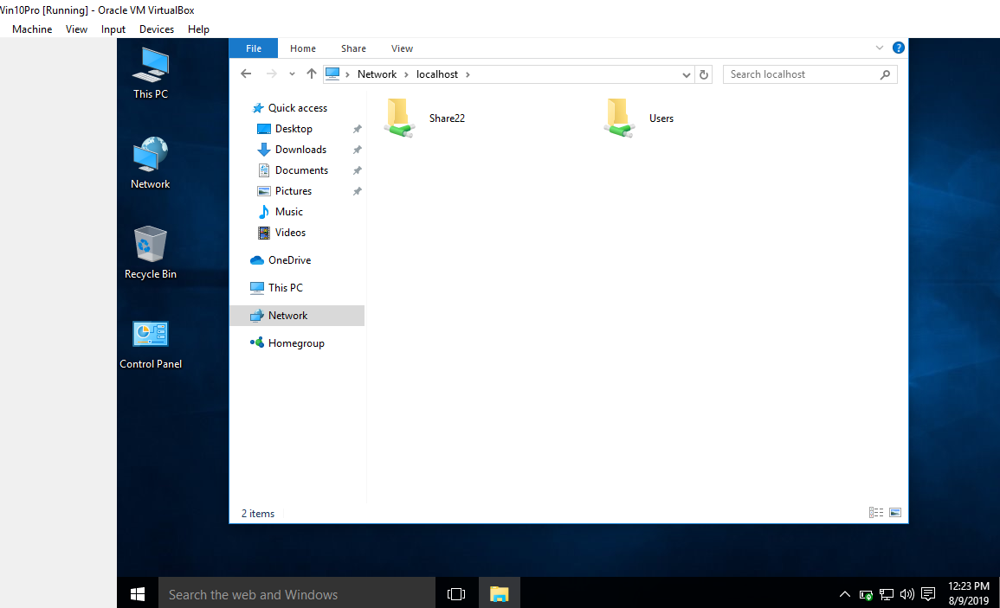 Win10Pro [Running] - Oracle VM VirtualBox
Machine View Input Devices Help
This PC
Network
Recycle Bin
Control Panel
File Home Share View
Network localhost
Search localhost
Quick access
Desktop
Downloads
Documents
Pictures
Music
Videos
OneDrive
This PC
Network
Homegroup
Share22
Users
2 items
Search the web and Windows
12:23 PM
8/9/2019